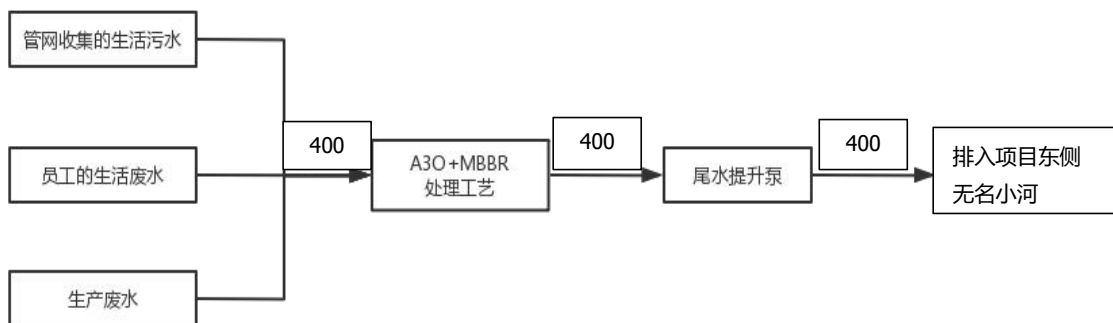 管网收集的生活污水
400
400
400
员工的生活废水
A3O+MBBR
处理工艺
尾水提升泵
排入项目东侧
无名小河
生产废水